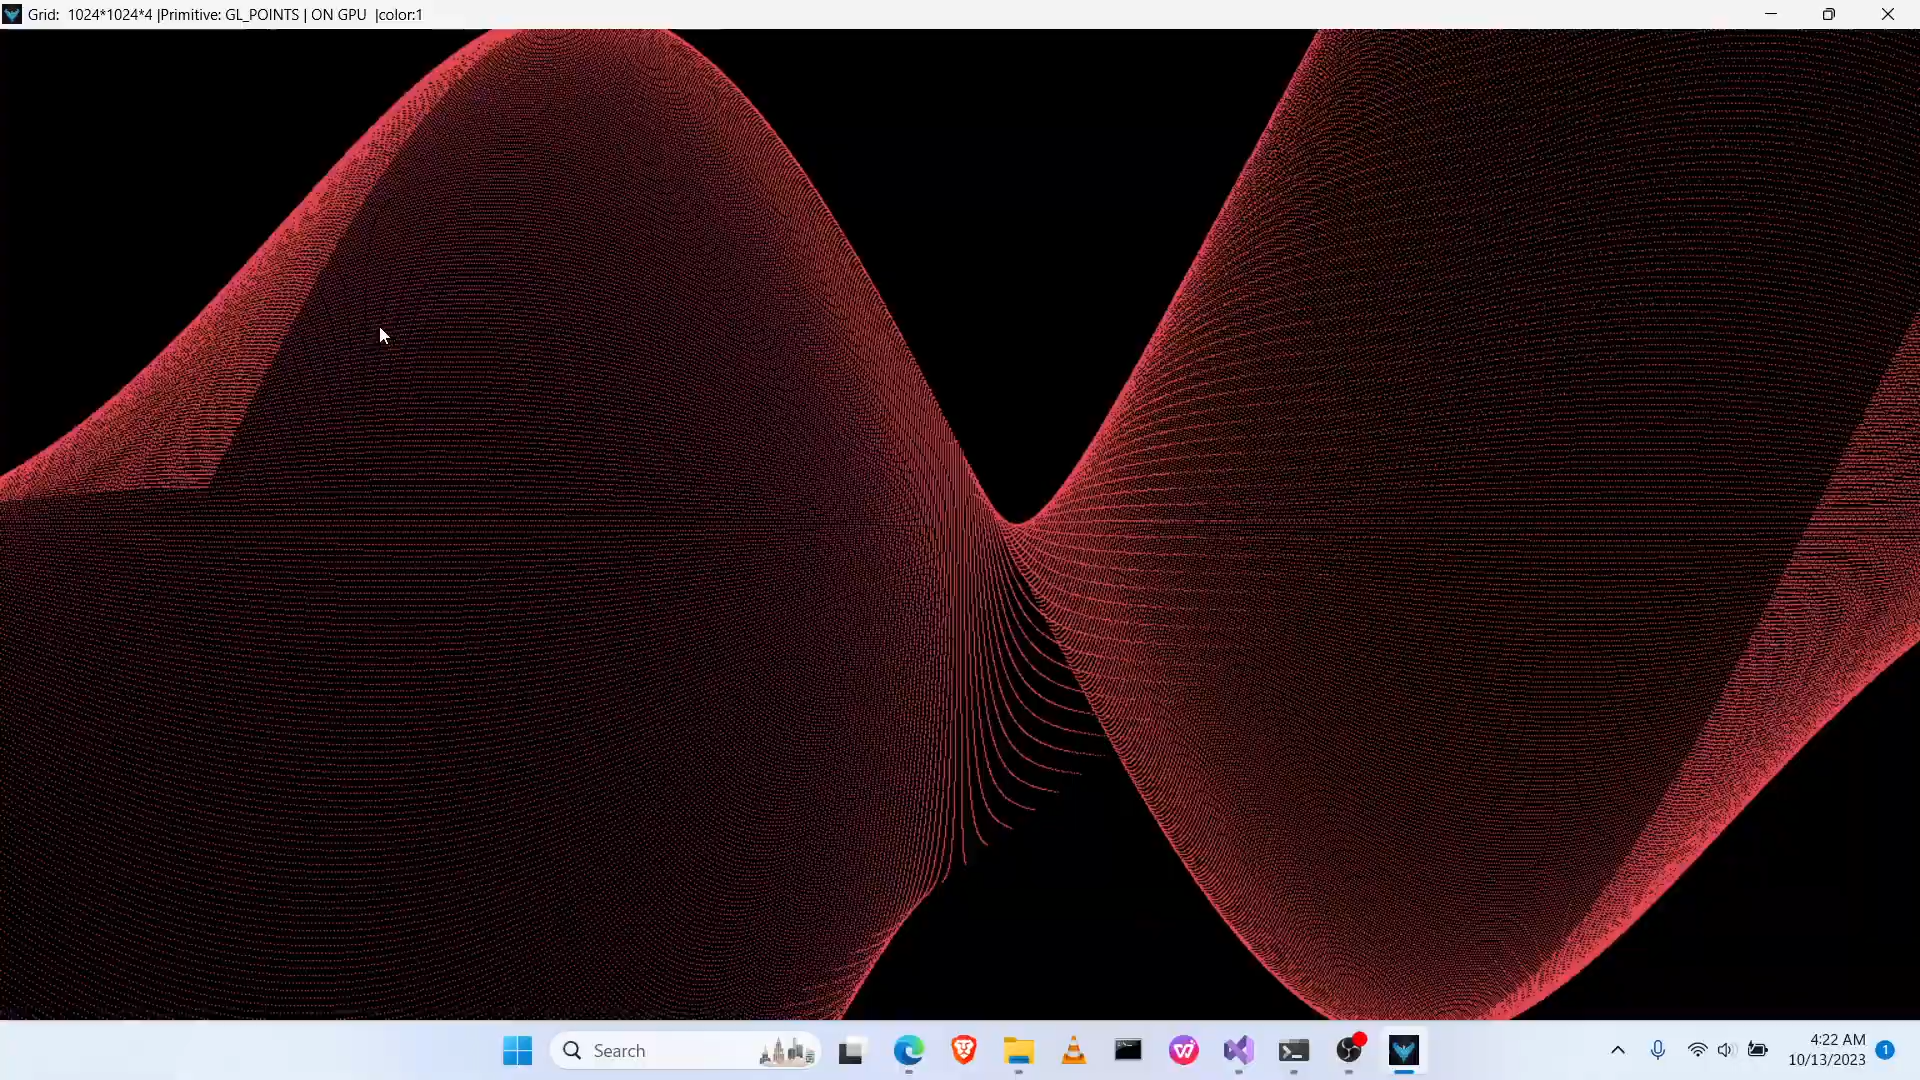 Grid:  1024*1024*4 |Primitive: GL_POINTS | ON GPU  |color:1
Search
4:22 AM
10/13/2023
1